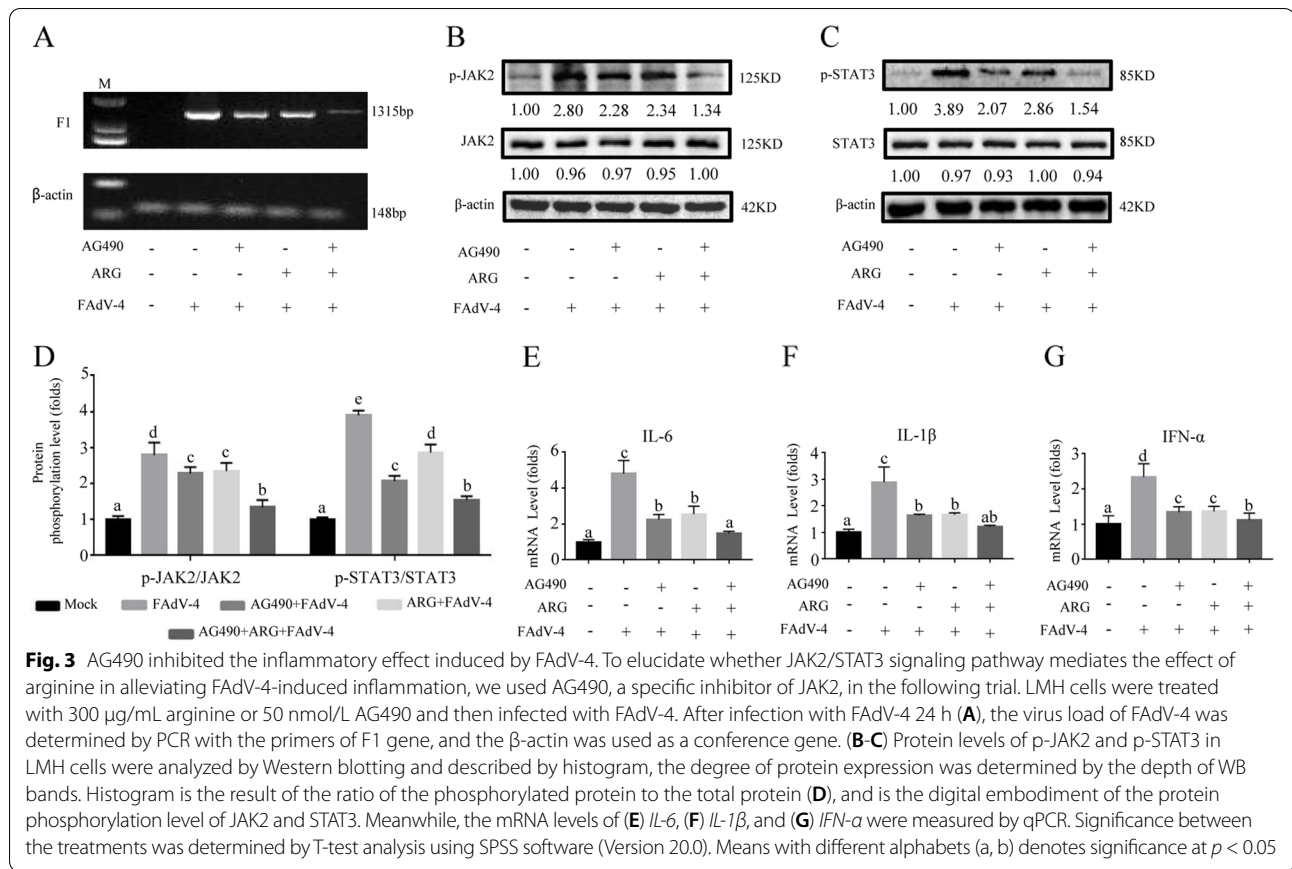 A
M
F1
1315bp
β-actin
148bp
AG490 - - + - +
ARG - - - + +
FAdV-4 - + + + +
B
p-JAK2
125KD
1.00 2.80 2.28 2.34 1.34
JAK2
125KD
1.00 0.96 0.97 0.95 1.00
β-actin
42KD
AG490 - - + - +
ARG - - - + +
FAdV-4 - + + + +
C
p-STAT3
85KD
1.00 3.89 2.07 2.86 1.54
STAT3
85KD
1.00 0.97 0.93 1.00 0.94
β-actin
42KD
AG490 - - + - +
ARG - - - + +
FAdV-4 - + + + +
D
Protein
phosphorylation level (folds)
5
4
3
2
1
0
a d c c b
a e c d b
p-JAK2/JAK2 p-STAT3/STAT3
Mock FAdV-4 AG490+FAdV-4 ARG+FAdV-4
AG490+ARG+FAdV-4
E
IL-6
mRNA Level (folds)
6
4
2
0
a c b b a
AG490 - - + - +
ARG - - - + +
FAdV-4 - + + + +
F
IL-1β
mRNA Level (folds)
4
3
2
1
0
a c b b ab
AG490 - - + - +
ARG - - - + +
FAdV-4 - + + + +
G
IFN-α
mRNA Level (folds)
4
3
2
1
0
a d c c b
AG490 - - + - +
ARG - - - + +
FAdV-4 - + + + +
Fig. 3 AG490 inhibited the inflammatory effect induced by FAdV-4. To elucidate whether JAK2/STAT3 signaling pathway mediates the effect of
arginine in alleviating FAdV-4-induced inflammation, we used AG490, a specific inhibitor of JAK2, in the following trial. LMH cells were treated
with 300 μg/mL arginine or 50 nmol/L AG490 and then infected with FAdV-4. After infection with FAdV-4 24 h (A), the virus load of FAdV-4 was
determined by PCR with the primers of F1 gene, and the β-actin was used as a conference gene. (B-C) Protein levels of p-JAK2 and p-STAT3 in
LMH cells were analyzed by Western blotting and described by histogram, the degree of protein expression was determined by the depth of WB
bands. Histogram is the result of the ratio of the phosphorylated protein to the total protein (D), and is the digital embodiment of the protein
phosphorylation level of JAK2 and STAT3. Meanwhile, the mRNA levels of (E) IL-6, (F) IL-1β, and (G) IFN-α were measured by qPCR. Significance between
the treatments was determined by T-test analysis using SPSS software (Version 20.0). Means with different alphabets (a, b) denotes significance at p < 0.05